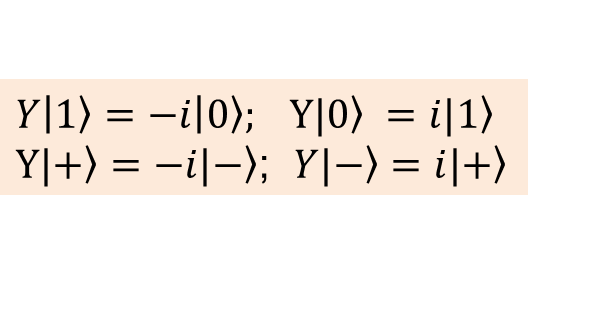 Y|1⟩ = −i|0⟩; Y|0⟩ = i|1⟩
Y|+⟩ = −i|−⟩; Y|−⟩ = i|+⟩